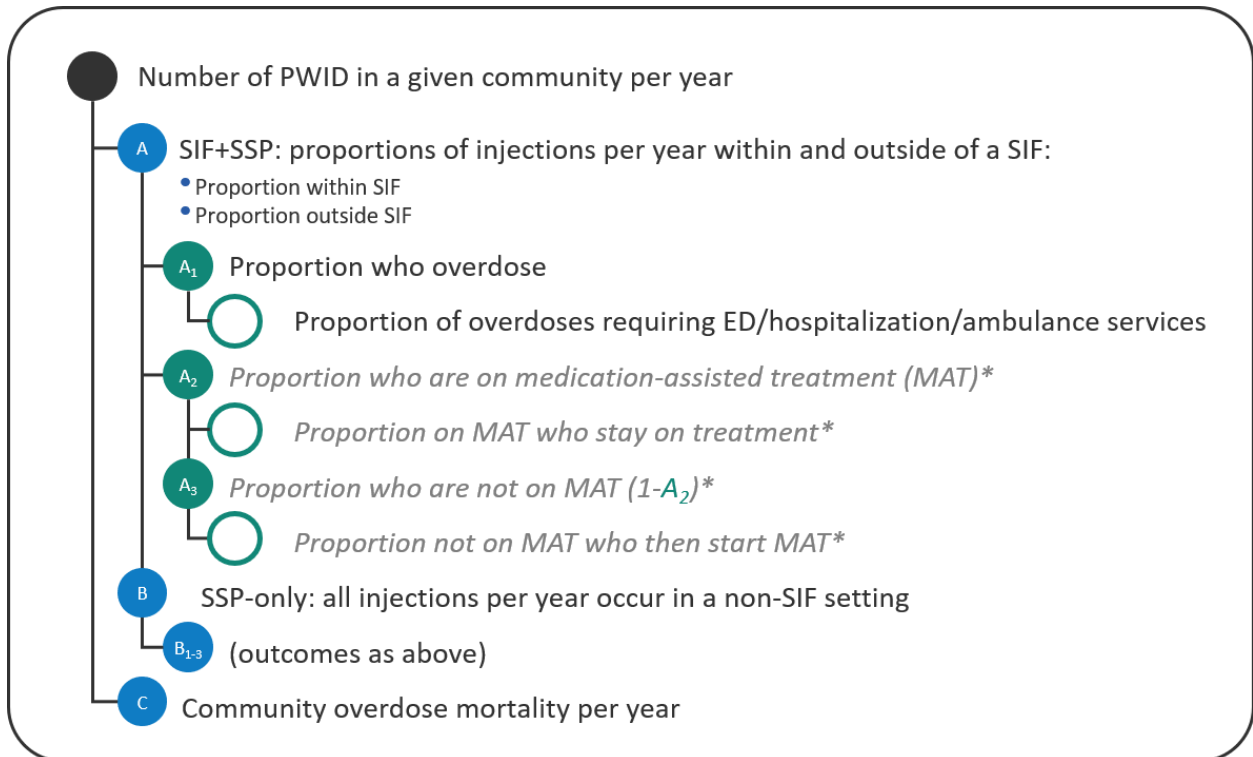 Number of PWID in a given community per year
A SIF+SSP: proportions of injections per year within and outside of a SIF:
• Proportion within SIF
• Proportion outside SIF
A₁ Proportion who overdose
Proportion of overdoses requiring ED/hospitalization/ambulance services
A₂ Proportion who are on medication-assisted treatment (MAT)*
Proportion on MAT who stay on treatment*
A₃ Proportion who are not on MAT (1-A₂)*
Proportion not on MAT who then start MAT*
B SSP-only: all injections per year occur in a non-SIF setting
B₁₋₃ (outcomes as above)
C Community overdose mortality per year